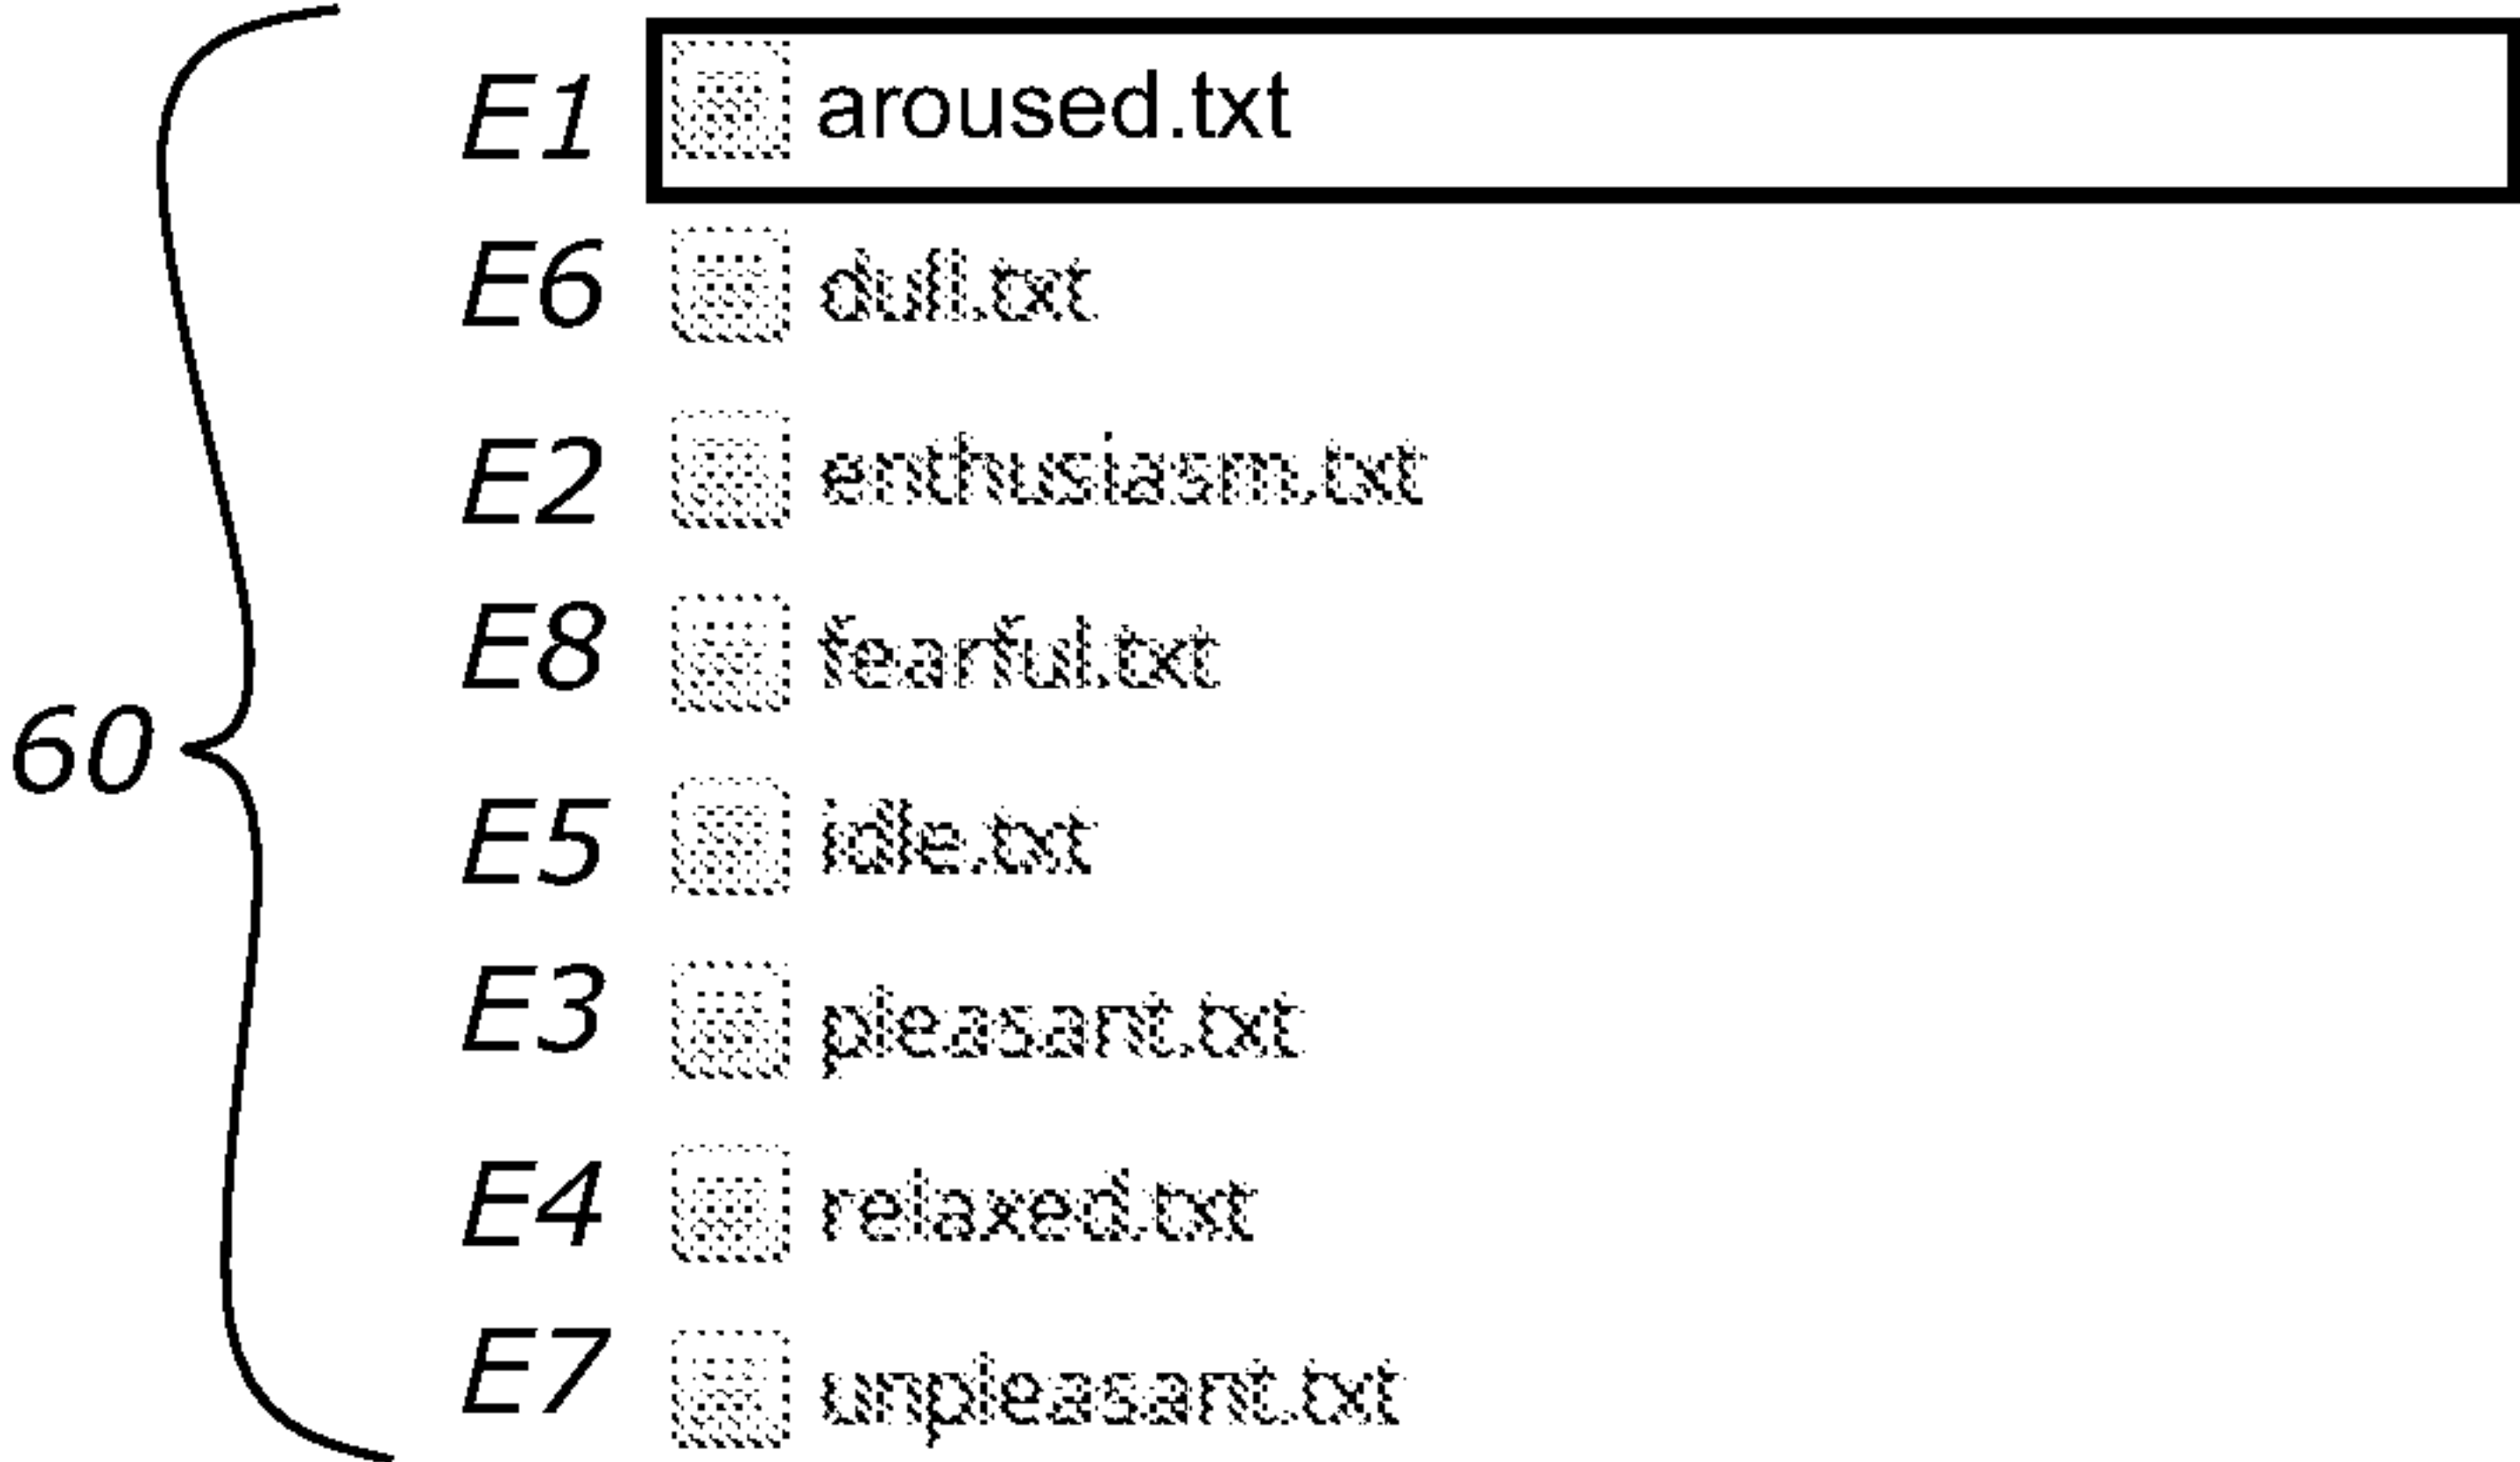 E1 aroused.txt
E6 dull.txt
E2 enthusiasm.txt
E8 fearful.txt
60
E5 idle.txt
E3 pleasant.txt
E4 relaxed.txt
E7 unpleasant.txt